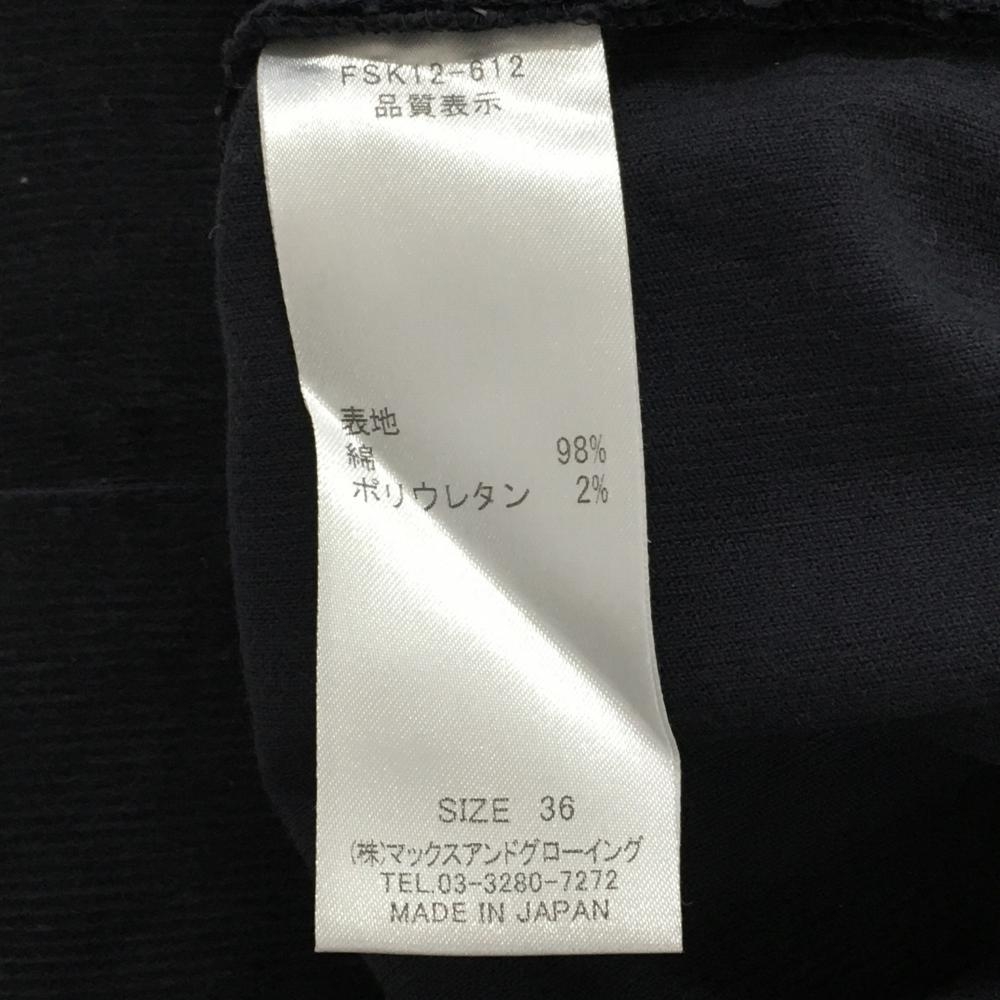 FSK12-612
品質表示
表地
綿 98%
ポリウレタン 2%
SIZE 36
(株)マックスアンドグローイング
TEL.03-3280-7272
MADE IN JAPAN